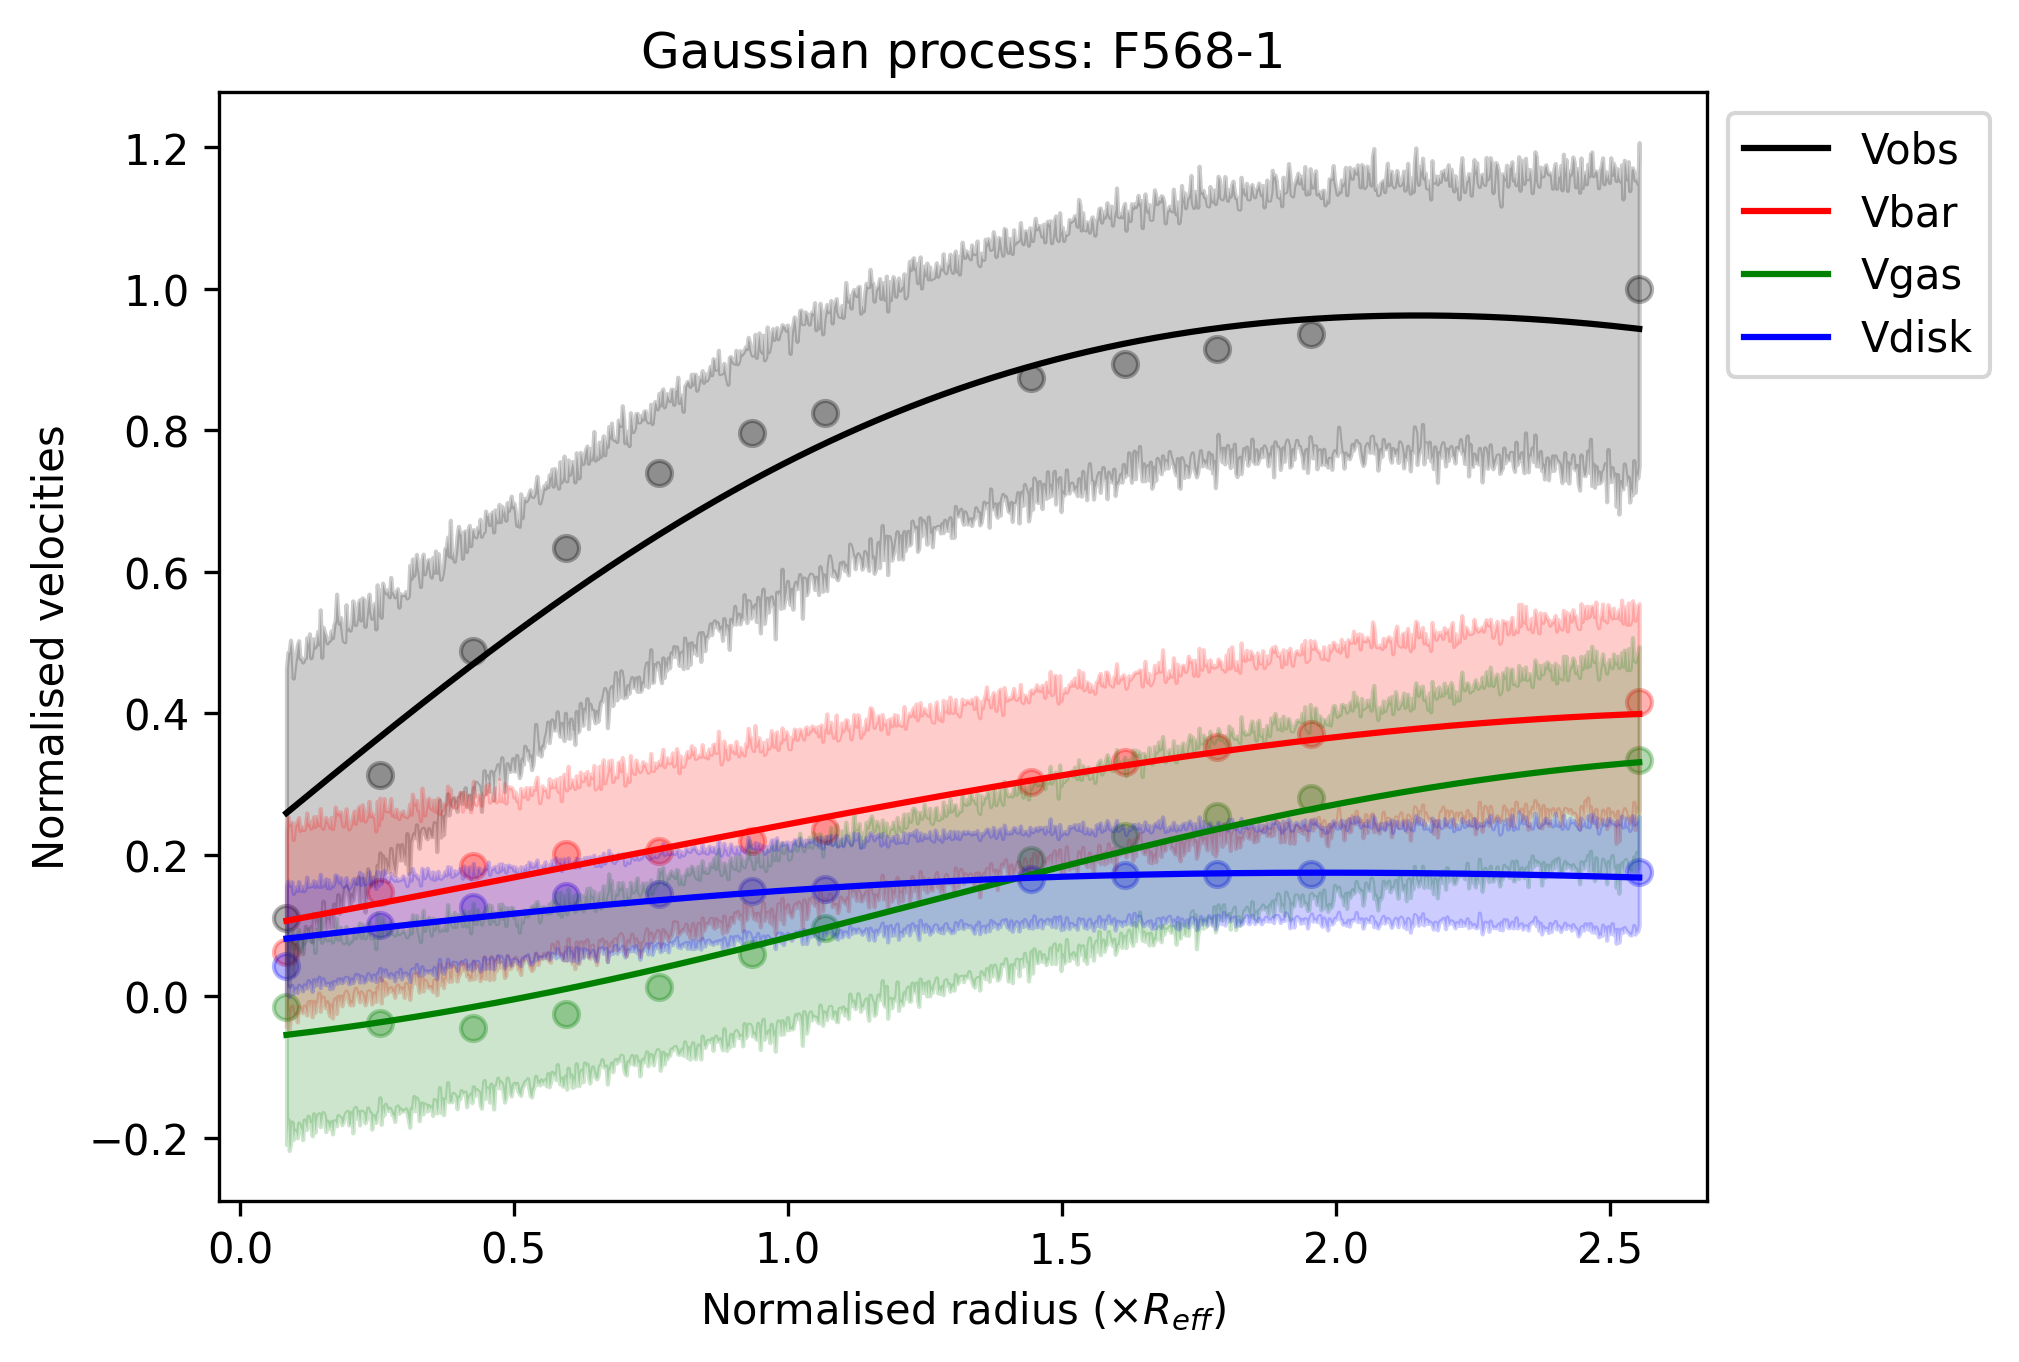 Gaussian process: F568-1
1.2
1.0
0.8
0.6
0.4
0.2
0.0
−0.2
Normalised velocities
0.0 0.5 1.0 1.5 2.0 2.5
Normalised radius (×R_eff)
Vobs
Vbar
Vgas
Vdisk